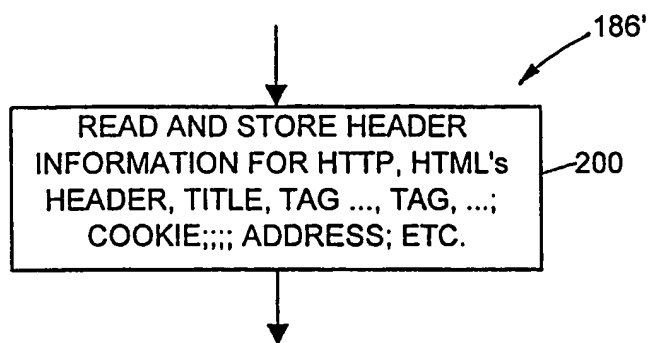 186'
READ AND STORE HEADER
INFORMATION FOR HTTP, HTML's
HEADER, TITLE, TAG ..., TAG, ...;
COOKIE;;;; ADDRESS; ETC.
200